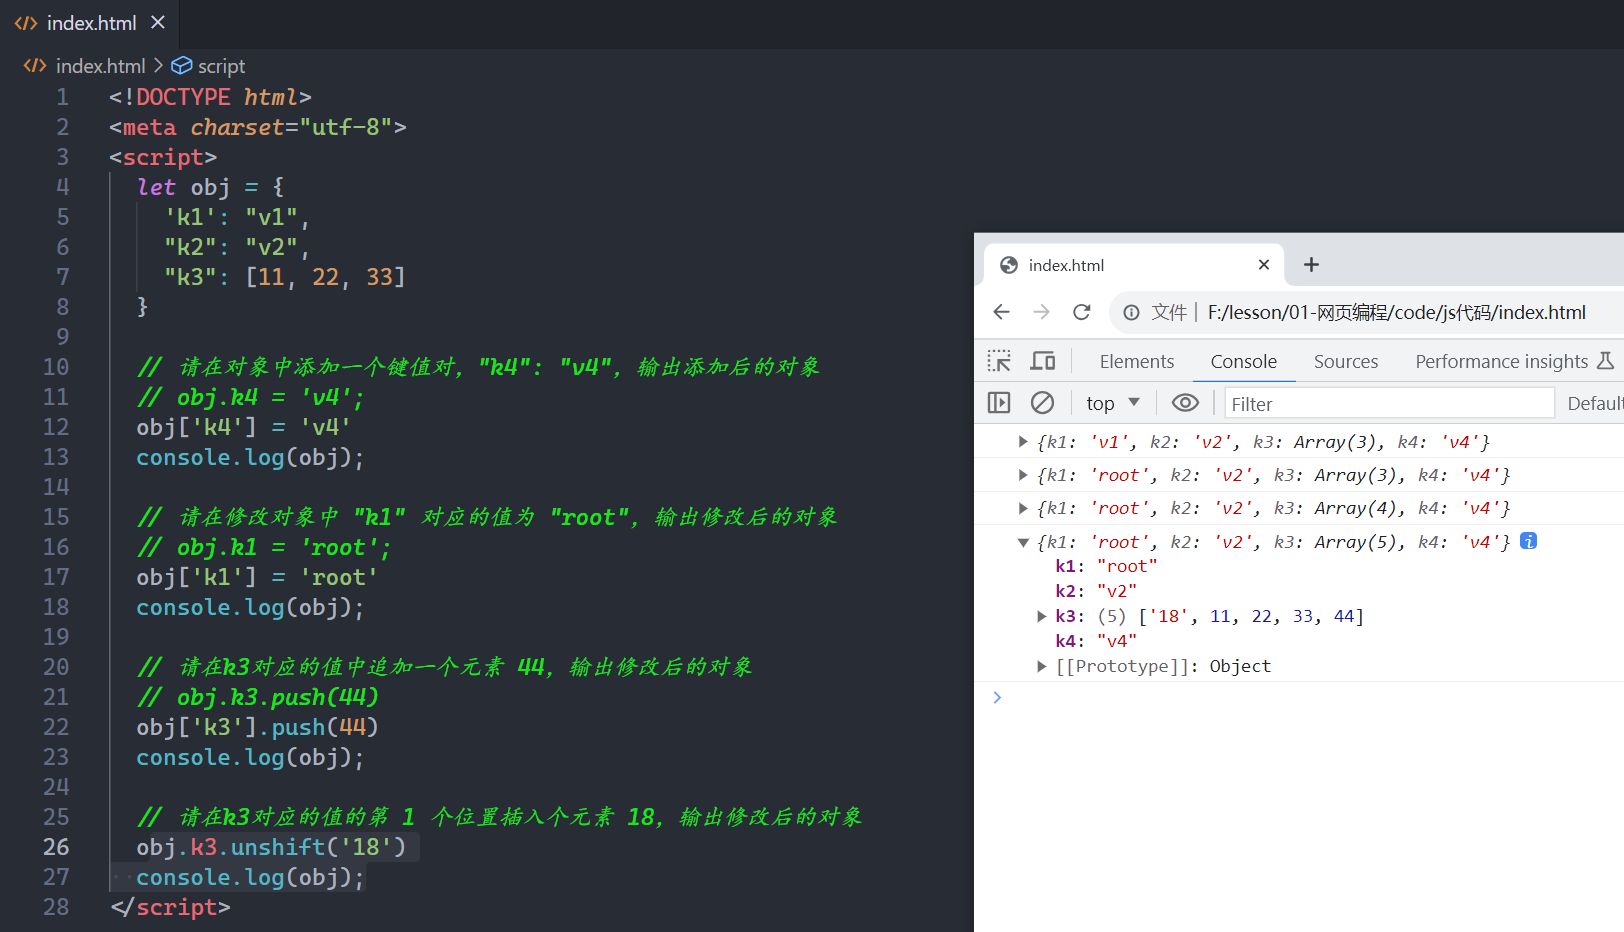 index.html
index.html > script
1 <!DOCTYPE html>
2 <meta charset="utf-8">
3 <script>
4 let obj = {
5 'k1': "v1",
6 "k2": "v2",
7 "k3": [11, 22, 33]
8 }
9
10 // 请在对象中添加一个键值对，"k4": "v4"，输出添加后的对象
11 // obj.k4 = 'v4';
12 obj['k4'] = 'v4'
13 console.log(obj);
14
15 // 请在修改对象中 "k1" 对应的值为 "root"，输出修改后的对象
16 // obj.k1 = 'root';
17 obj['k1'] = 'root'
18 console.log(obj);
19
20 // 请在k3对应的值中追加一个元素 44，输出修改后的对象
21 // obj.k3.push(44)
22 obj['k3'].push(44)
23 console.log(obj);
24
25 // 请在k3对应的值的第 1 个位置插入个元素 18，输出修改后的对象
26 obj.k3.unshift('18')
27 console.log(obj);
28 </script>
index.html
文件 | F:/lesson/01-网页编程/code/js代码/index.html
Elements Console Sources Performance insights
top Filter Defaul
{k1: 'v1', k2: 'v2', k3: Array(3), k4: 'v4'}
{k1: 'root', k2: 'v2', k3: Array(3), k4: 'v4'}
{k1: 'root', k2: 'v2', k3: Array(4), k4: 'v4'}
{k1: 'root', k2: 'v2', k3: Array(5), k4: 'v4'} i
k1: "root"
k2: "v2"
k3: (5) ['18', 11, 22, 33, 44]
k4: "v4"
[[Prototype]]: Object